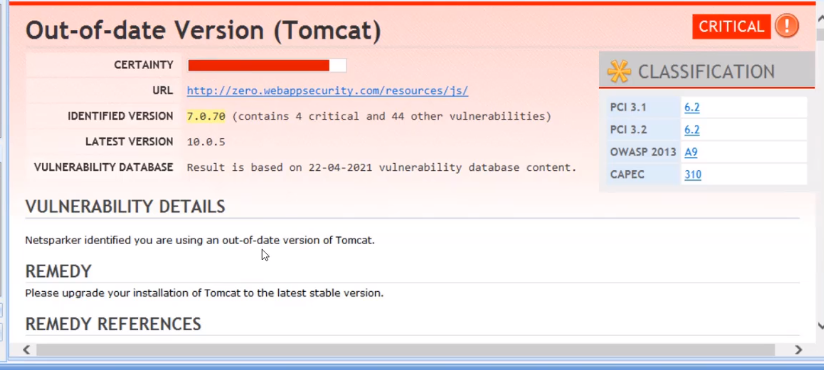 Out-of-date Version (Tomcat)
CRITICAL
CERTAINTY
URL http://zero.webappsecurity.com/resources/js/
IDENTIFIED VERSION 7.0.70 (contains 4 critical and 44 other vulnerabilities)
LATEST VERSION 10.0.5
VULNERABILITY DATABASE Result is based on 22-04-2021 vulnerability database content.
CLASSIFICATION
PCI 3.1 6.2
PCI 3.2 6.2
OWASP 2013 A9
CAPEC 310
VULNERABILITY DETAILS
Netsparker identified you are using an out-of-date version of Tomcat.
REMEDY
Please upgrade your installation of Tomcat to the latest stable version.
REMEDY REFERENCES